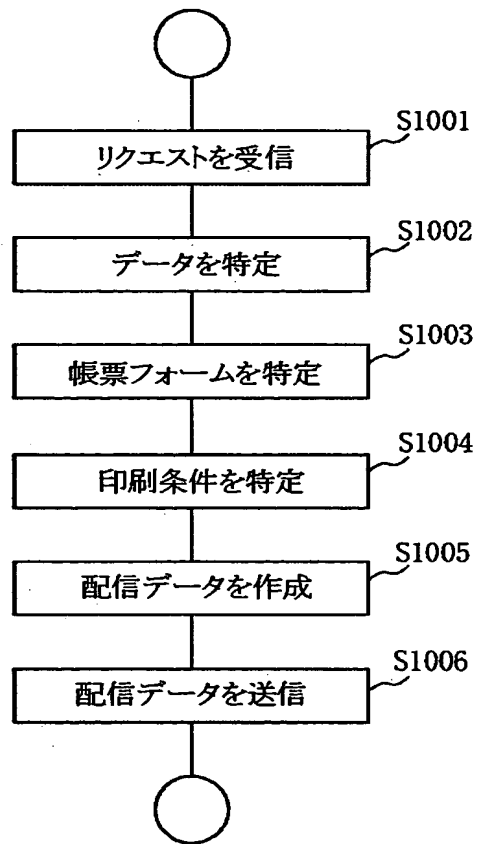 S1001
リクエストを受信
S1002
データを特定
S1003
帳票フォームを特定
S1004
印刷条件を特定
S1005
配信データを作成
S1006
配信データを送信